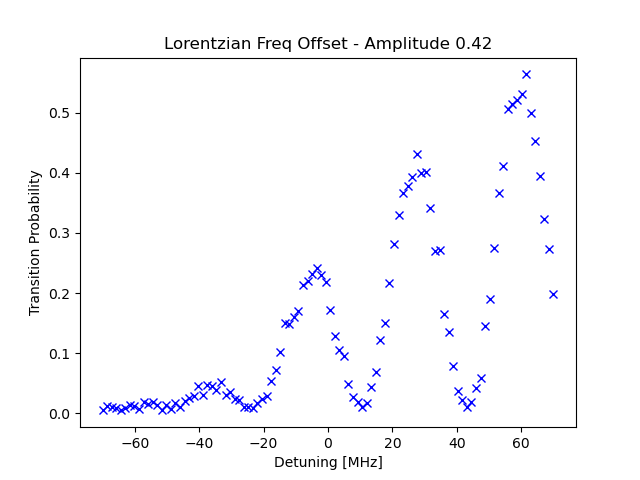 Lorentzian Freq Offset - Amplitude 0.42
Transition Probability
0.5
0.4
0.3
0.2
0.1
0.0
−60 −40 −20 0 20 40 60
Detuning [MHz]